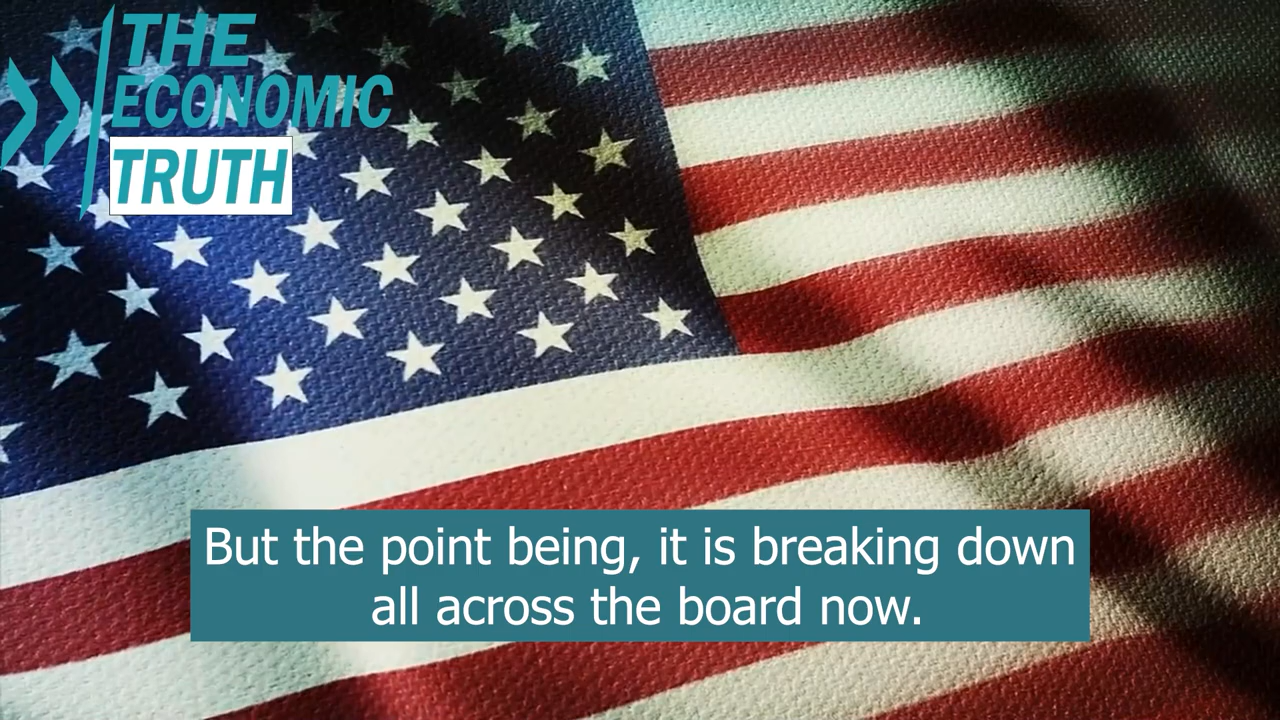 THE
ECONOMIC
TRUTH
But the point being, it is breaking down
all across the board now.